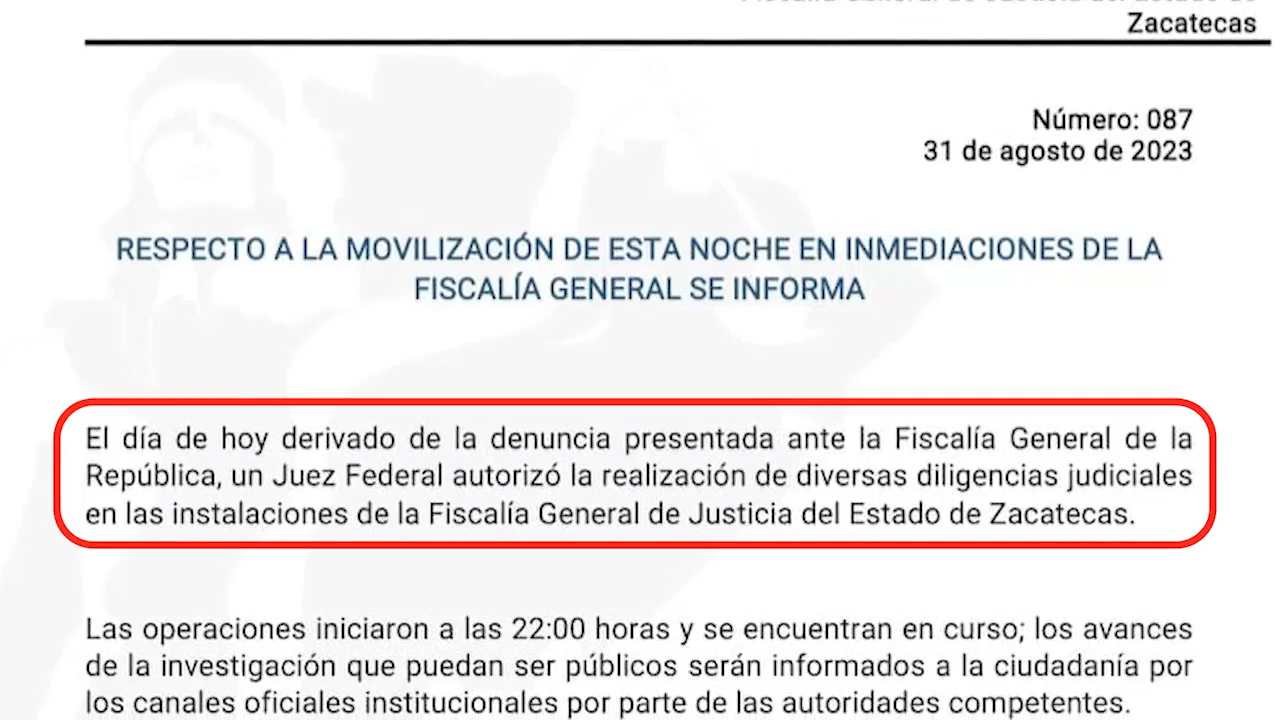 Zacatecas
Número: 087
31 de agosto de 2023
RESPECTO A LA MOVILIZACIÓN DE ESTA NOCHE EN INMEDIACIONES DE LA
FISCALÍA GENERAL SE INFORMA
El día de hoy derivado de la denuncia presentada ante la Fiscalía General de la
República, un Juez Federal autorizó la realización de diversas diligencias judiciales
en las instalaciones de la Fiscalía General de Justicia del Estado de Zacatecas.
Las operaciones iniciaron a las 22:00 horas y se encuentran en curso; los avances
de la investigación que puedan ser públicos serán informados a la ciudadanía por
los canales oficiales institucionales por parte de las autoridades competentes.